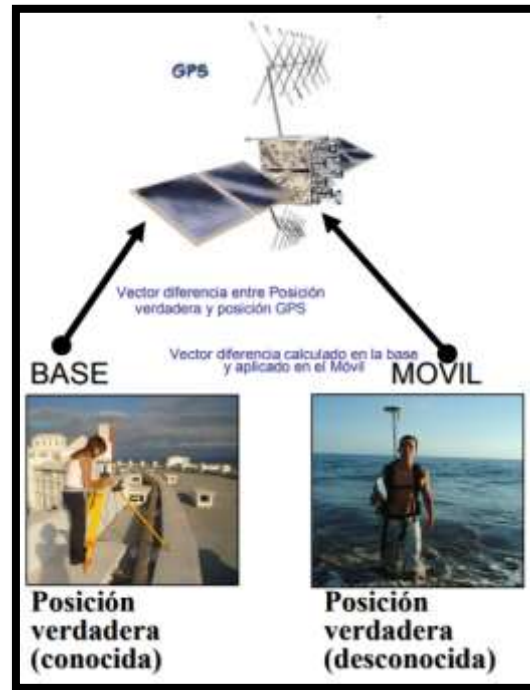 GPS
Vector diferencia entre Posición
verdadera y posición GPS
Vector diferencia calculado en la base
y aplicado en el Móvil
BASE
MOVIL
Posición
verdadera
(conocida)
Posición
verdadera
(desconocida)